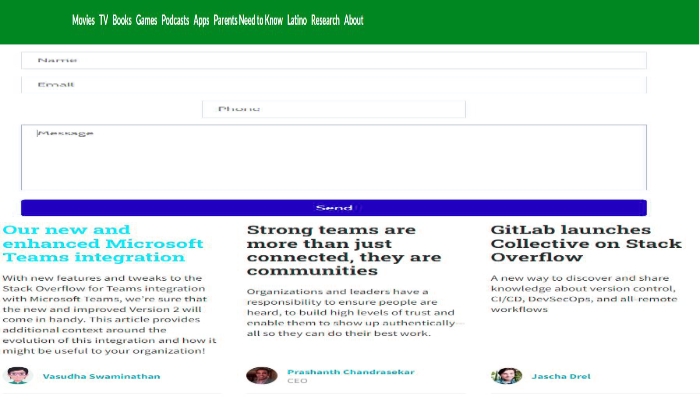 Movies TV Books Games Podcasts Apps Parents Need to Know Latino Research About
Name
Email
Phone
Message
Send
Our new and
enhanced Microsoft
Teams integration
With new features and tweaks to the
Stack Overflow for Teams integration
with Microsoft Teams, we're sure that
the new and improved Version 2 will
come in handy. This article provides
additional context around the
evolution of this integration and how it
might be useful to your organization!
Vasudha Swaminathan
Strong teams are
more than just
connected, they are
communities
Organizations and leaders have a
responsibility to ensure people are
heard, to build high levels of trust and
enable them to show up authentically—
all so they can do their best work.
Prashanth Chandrasekar
CEO
GitLab launches
Collective on Stack
Overflow
A new way to discover and share
knowledge about version control,
CI/CD, DevSecOps, and all-remote
workflows
Jascha Drel